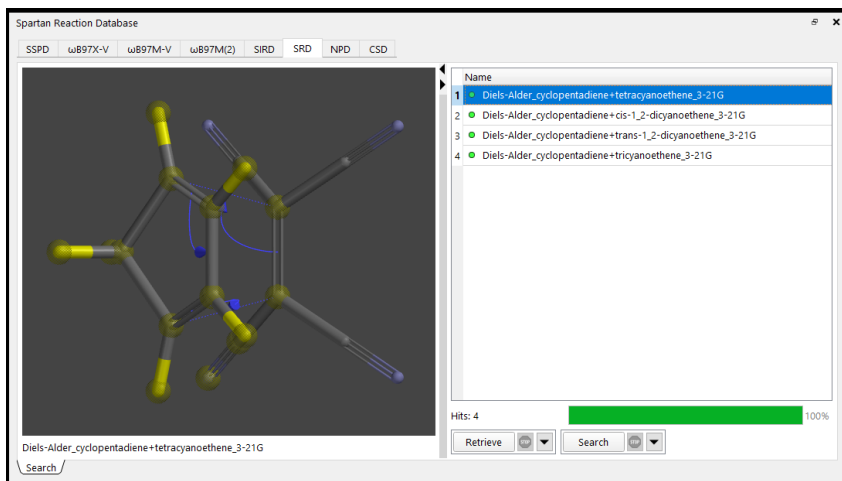 Spartan Reaction Database
SSPD ωB97X-V ωB97M-V ωB97M(2) SIRD SRD NPD CSD
Name
1 Diels-Alder_cyclopentadiene+tetracyanoethene_3-21G
2 Diels-Alder_cyclopentadiene+cis-1_2-dicyanoethene_3-21G
3 Diels-Alder_cyclopentadiene+trans-1_2-dicyanoethene_3-21G
4 Diels-Alder_cyclopentadiene+tricyanoethene_3-21G
Hits: 4 100%
Retrieve STOP Search STOP
Diels-Alder_cyclopentadiene+tetracyanoethene_3-21G
Search